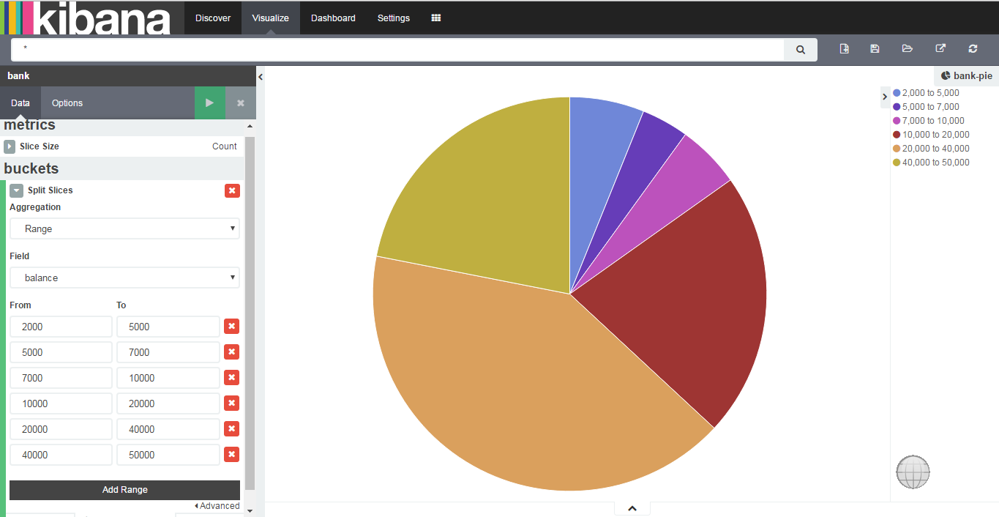 kibana Discover Visualize Dashboard Settings
*
bank
bank-pie
Data Options
2,000 to 5,000
5,000 to 7,000
7,000 to 10,000
10,000 to 20,000
20,000 to 40,000
40,000 to 50,000
metrics
Slice Size Count
buckets
Split Slices
Aggregation
Range
Field
balance
From To
2000 5000
5000 7000
7000 10000
10000 20000
20000 40000
40000 50000
Add Range
Advanced